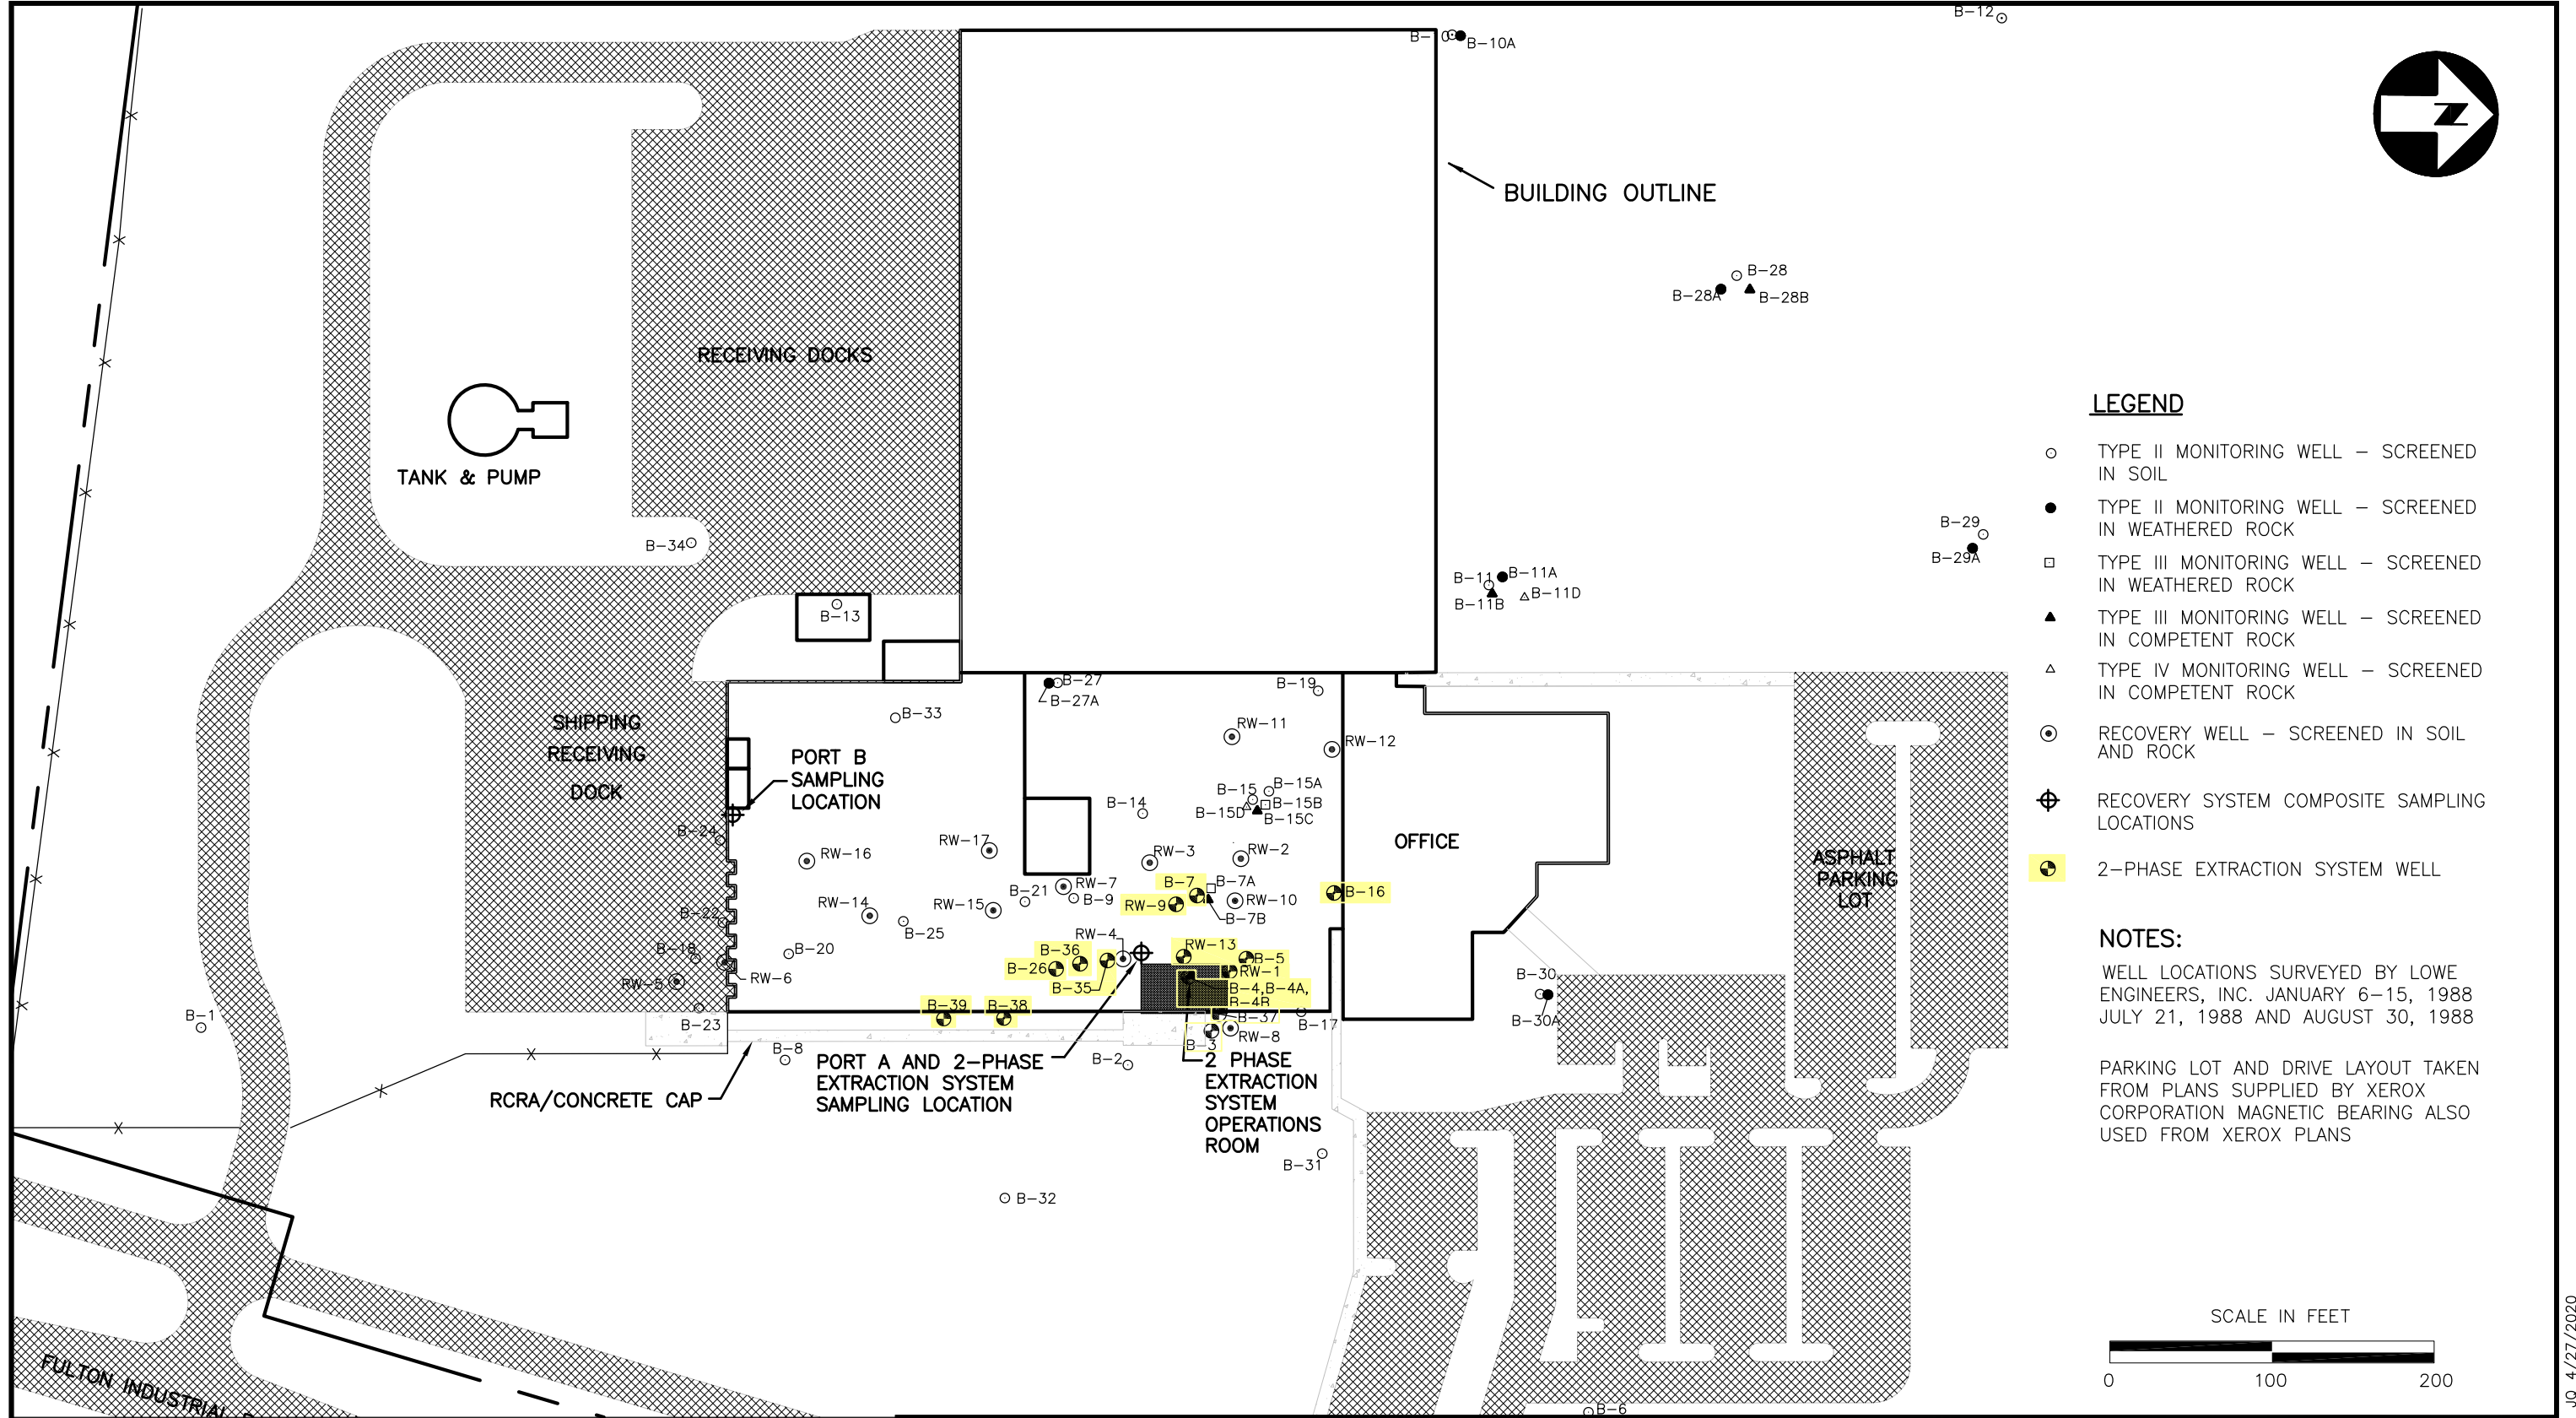 B-12
B-10A
N
BUILDING OUTLINE
B-28
B-28A
B-28B
RECEIVING DOCKS
TANK & PUMP
B-34
B-13
B-29
B-29A
B-11
B-11A
B-11B
B-11D
LEGEND
TYPE II MONITORING WELL – SCREENED
IN SOIL
TYPE II MONITORING WELL – SCREENED
IN WEATHERED ROCK
TYPE III MONITORING WELL – SCREENED
IN WEATHERED ROCK
TYPE III MONITORING WELL – SCREENED
IN COMPETENT ROCK
TYPE IV MONITORING WELL – SCREENED
IN COMPETENT ROCK
RECOVERY WELL – SCREENED IN SOIL
AND ROCK
RECOVERY SYSTEM COMPOSITE SAMPLING
LOCATIONS
2-PHASE EXTRACTION SYSTEM WELL
NOTES:
WELL LOCATIONS SURVEYED BY LOWE
ENGINEERS, INC. JANUARY 6-15, 1988
JULY 21, 1988 AND AUGUST 30, 1988
PARKING LOT AND DRIVE LAYOUT TAKEN
FROM PLANS SUPPLIED BY XEROX
CORPORATION MAGNETIC BEARING ALSO
USED FROM XEROX PLANS
SCALE IN FEET
0 100 200
B-27
B-27A
B-19
B-33
RW-11
RW-12
SHIPPING
RECEIVING
DOCK
PORT B
SAMPLING
LOCATION
B-14
B-15
B-15A
B-15B
B-15D
B-15C
OFFICE
B-24
RW-16
RW-17
RW-3
RW-2
ASPHALT
PARKING
LOT
RW-7
B-7
B-7A
B-16
B-21
B-9
RW-9
RW-10
RW-14
RW-15
B-7B
B-22
B-25
RW-4
RW-13
B-18
B-20
B-36
B-26
B-5
RW-1
RW-5
RW-6
B-35
B-4,B-4A,
B-4B
B-30
B-30A
B-39
B-38
B-37
B-17
B-1
B-23
RW-8
B-3
B-8
B-2
RCRA/CONCRETE CAP
PORT A AND 2-PHASE
EXTRACTION SYSTEM
SAMPLING LOCATION
2 PHASE
EXTRACTION
SYSTEM
OPERATIONS
ROOM
B-31
B-32
B-6
FULTON INDUSTRIAL
JQ 4/27/2020